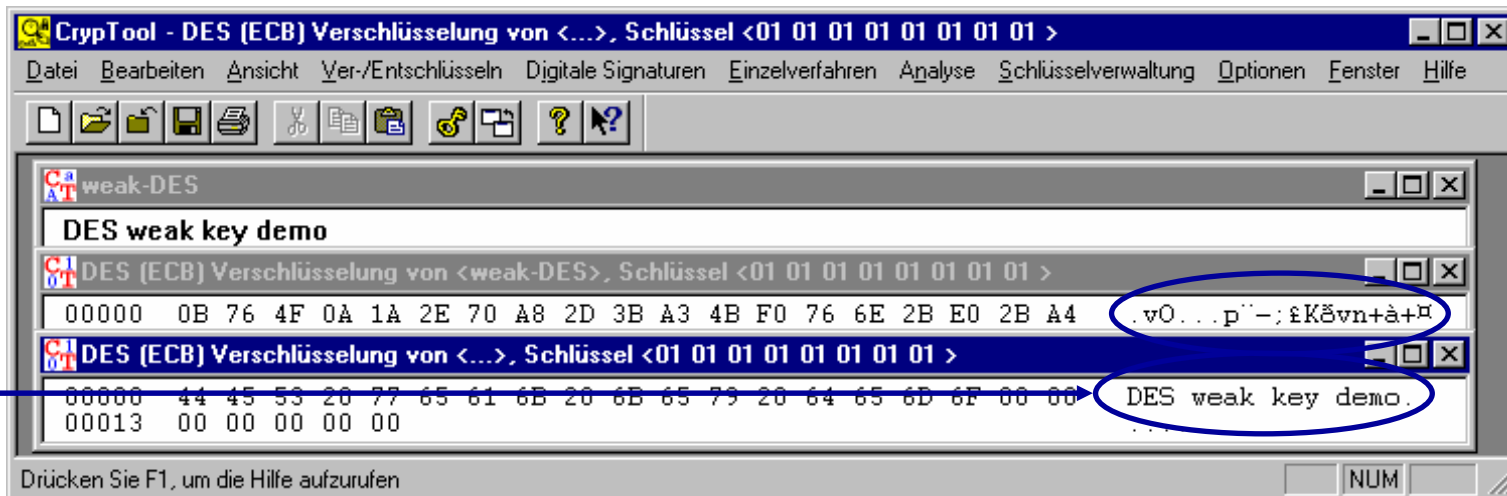 CrypTool - DES (ECB) Verschlüsselung von <...>, Schlüssel <01 01 01 01 01 01 01 01 >
Datei Bearbeiten Ansicht Ver-/Entschlüsseln Digitale Signaturen Einzelverfahren Analyse Schlüsselverwaltung Optionen Fenster Hilfe
weak-DES
DES weak key demo
DES (ECB) Verschlüsselung von <weak-DES>, Schlüssel <01 01 01 01 01 01 01 01 >
00000 0B 76 4F 0A 1A 2E 70 A8 2D 3B A3 4B F0 76 6E 2B E0 2B A4 .vO...p¨-;£Kðvn+à+¤
DES (ECB) Verschlüsselung von <...>, Schlüssel <01 01 01 01 01 01 01 01 >
00000 44 45 53 20 77 65 61 6B 20 6B 65 79 20 64 65 6D 6F 00 00 DES weak key demo.
00013 00 00 00 00 00 ...
Drücken Sie F1, um die Hilfe aufzurufen
NUM